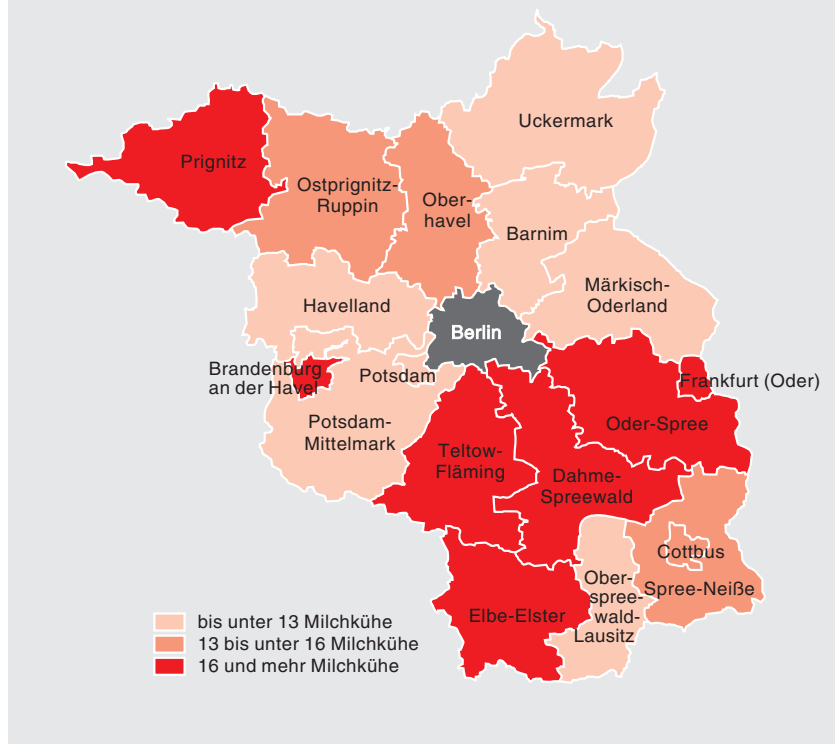 Uckermark
Prignitz
Ostprignitz-
Ruppin
Ober-
havel
Barnim
Märkisch-
Oderland
Havelland
Berlin
Brandenburg
an der Havel
Potsdam
Frankfurt (Oder)
Potsdam-
Mittelmark
Oder-Spree
Teltow-
Fläming
Dahme-
Spreewald
Cottbus
Spree-Neiße
Ober-
spree-
wald-
Lausitz
Elbe-Elster
bis unter 13 Milchkühe
13 bis unter 16 Milchkühe
16 und mehr Milchkühe